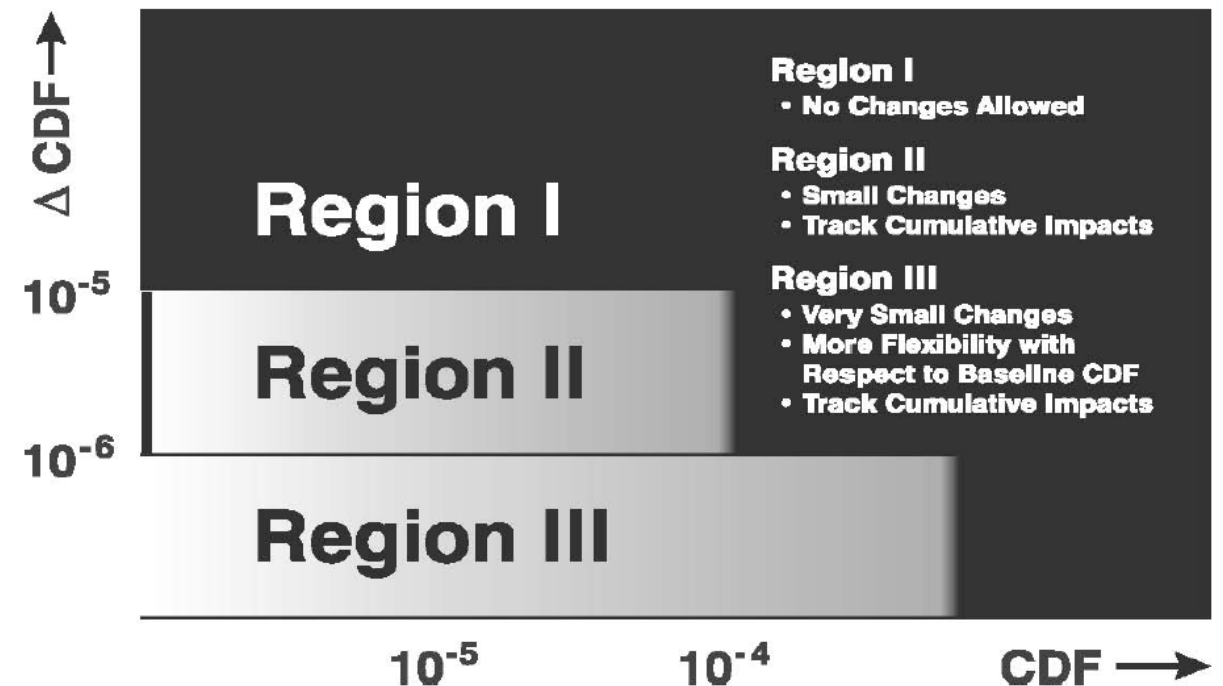 Δ CDF→
Region I
• No Changes Allowed
Region II
• Small Changes
• Track Cumulative Impacts
Region III
• Very Small Changes
• More Flexibility with
Respect to Baseline CDF
• Track Cumulative Impacts
Region I
10⁻⁵
Region II
10⁻⁶
Region III
10⁻⁵
10⁻⁴
CDF→